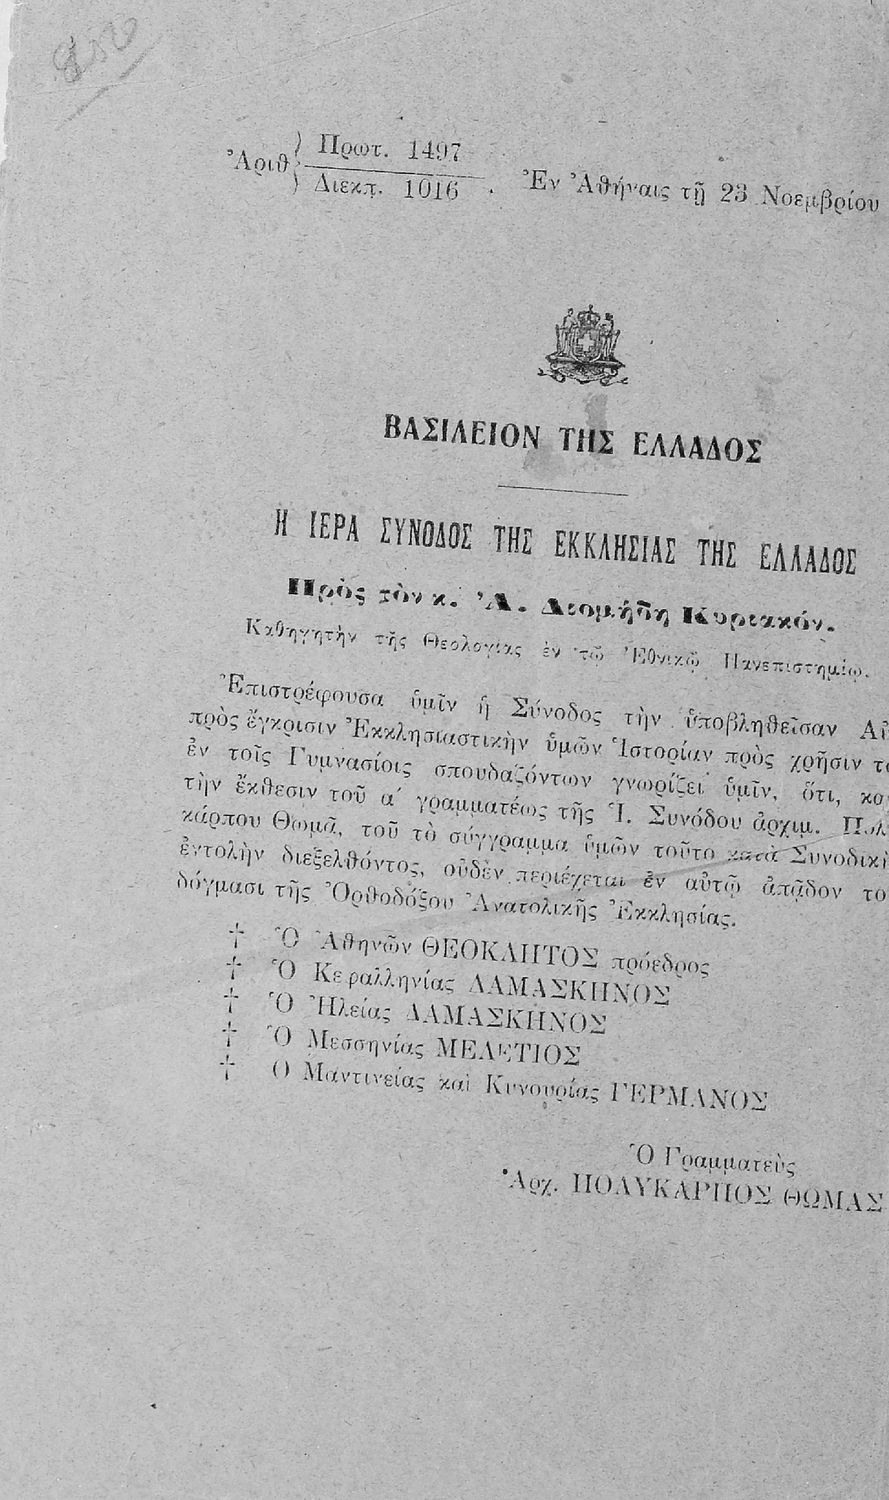 Ἀριθ. Πρωτ. 1497
Διεκπ. 1016 . Ἐν Ἀθήναις τῇ 23 Νοεμβρίου
ΒΑΣΙΛΕΙΟΝ ΤΗΣ ΕΛΛΑΔΟΣ
Η ΙΕΡΑ ΣΥΝΟΔΟΣ ΤΗΣ ΕΚΚΛΗΣΙΑΣ ΤΗΣ ΕΛΛΑΔΟΣ
Πρὸς τὸν κ. Ἀ. Διομήδη Κυριακόν.
Καθηγητὴν τῆς Θεολογίας ἐν τῷ Ἐθνικῷ Πανεπιστημίῳ.
Ἐπιστρέφουσα ὑμῖν ἡ Σύνοδος τὴν ὑποβληθεῖσαν
πρὸς ἔγκρισιν Ἐκκλησιαστικὴν ὑμῶν Ἱστορίαν πρὸς χρῆσιν
ἐν τοῖς Γυμνασίοις σπουδαζόντων γνωρίζει ὑμῖν, ὅτι,
τὴν ἔκθεσιν τοῦ α΄ γραμματέως τῆς Ἱ. Συνόδου ἀρχιμ.
κάρπου Θωμᾶ, τοῦ τὸ σύγγραμμα ὑμῶν τοῦτο κατὰ Συνοδικὴν
ἐντολὴν διεξελθόντος, οὐδὲν περιέχεται ἐν αὐτῷ ἀπᾷδον
δόγμασι τῆς Ὀρθοδόξου Ἀνατολικῆς Ἐκκλησίας.
† Ὁ Ἀθηνῶν ΘΕΟΚΛΗΤΟΣ πρόεδρος
† Ὁ Κεφαλληνίας ΔΑΜΑΣΚΗΝΟΣ
† Ὁ Ἠλείας ΔΑΜΑΣΚΗΝΟΣ
† Ὁ Μεσσηνίας ΜΕΛΕΤΙΟΣ
† Ὁ Μαντινείας καὶ Κυνουρίας ΓΕΡΜΑΝΟΣ
Ὁ Γραμματεὺς
Ἀρχ. ΠΟΛΥΚΑΡΠΟΣ ΘΩΜΑΣ